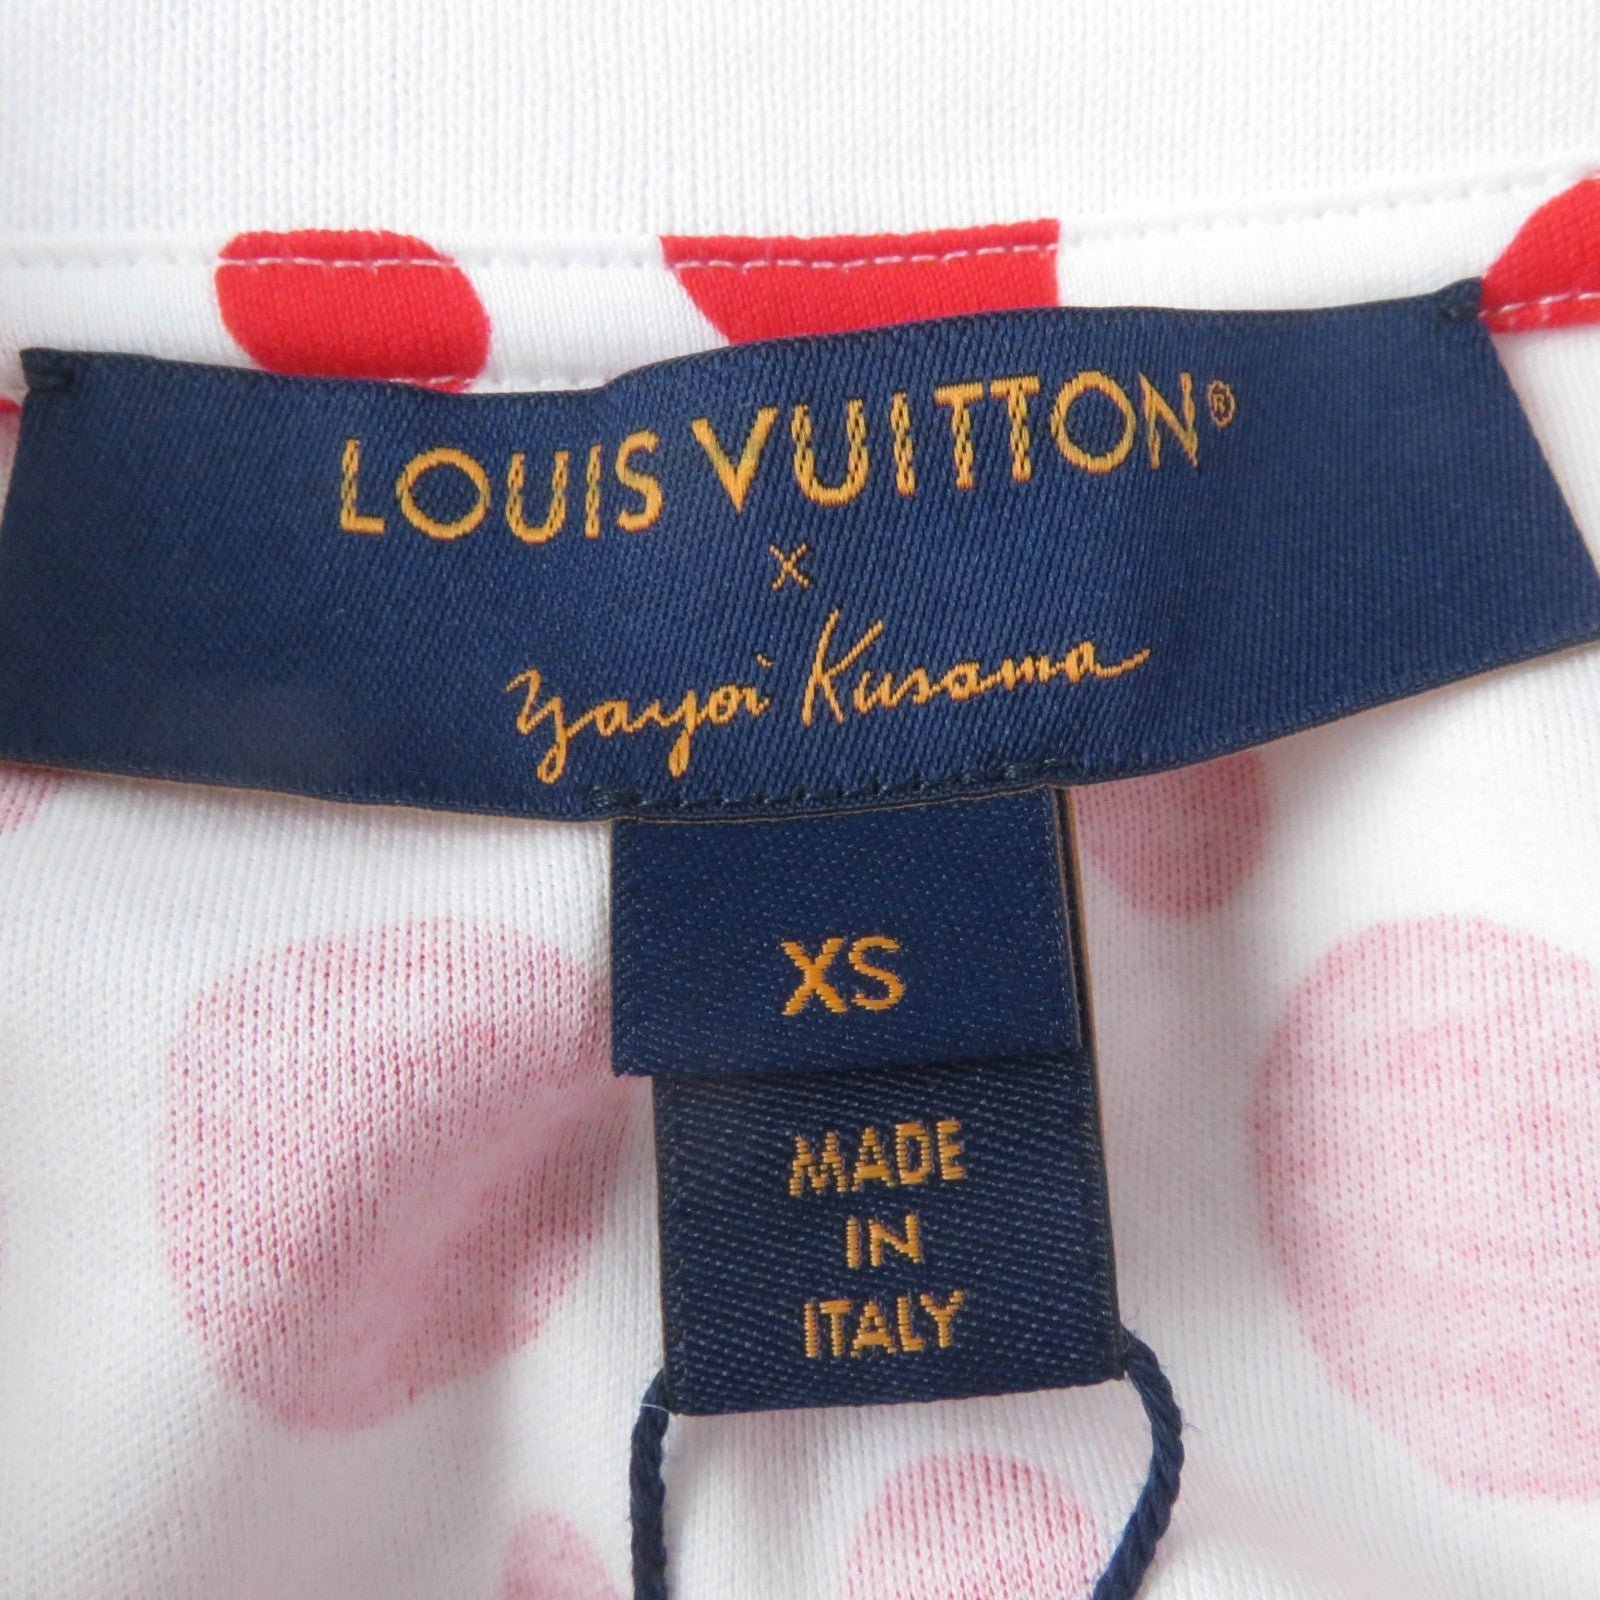 LOUIS VUITTON®
x
Yayoi Kusama
XS
MADE
IN
ITALY